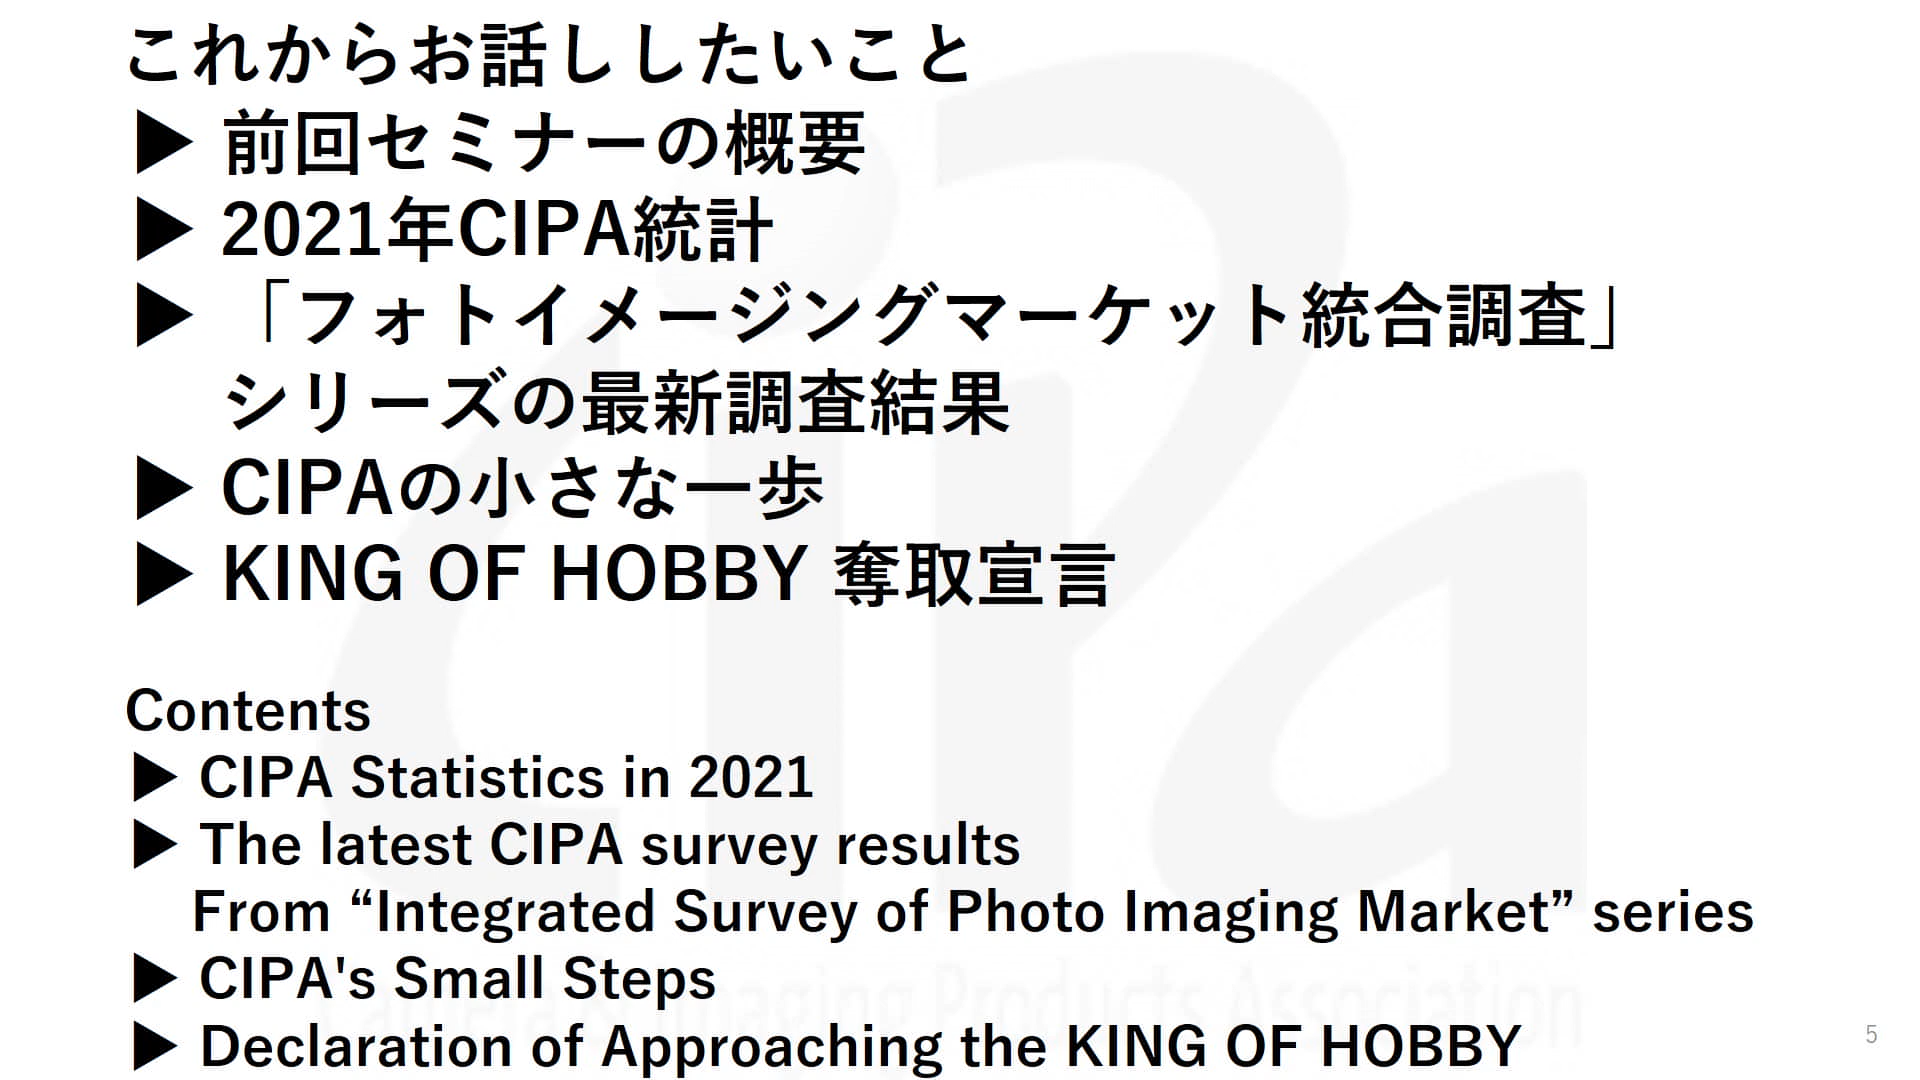 これからお話ししたいこと
▶ 前回セミナーの概要
▶ 2021年CIPA統計
▶ 「フォトイメージングマーケット統合調査」
シリーズの最新調査結果
▶ CIPAの小さな一歩
▶ KING OF HOBBY 奪取宣言
Contents
▶ CIPA Statistics in 2021
▶ The latest CIPA survey results
From “Integrated Survey of Photo Imaging Market” series
▶ CIPA's Small Steps
▶ Declaration of Approaching the KING OF HOBBY
cipa
Camera & Imaging Products Association
5